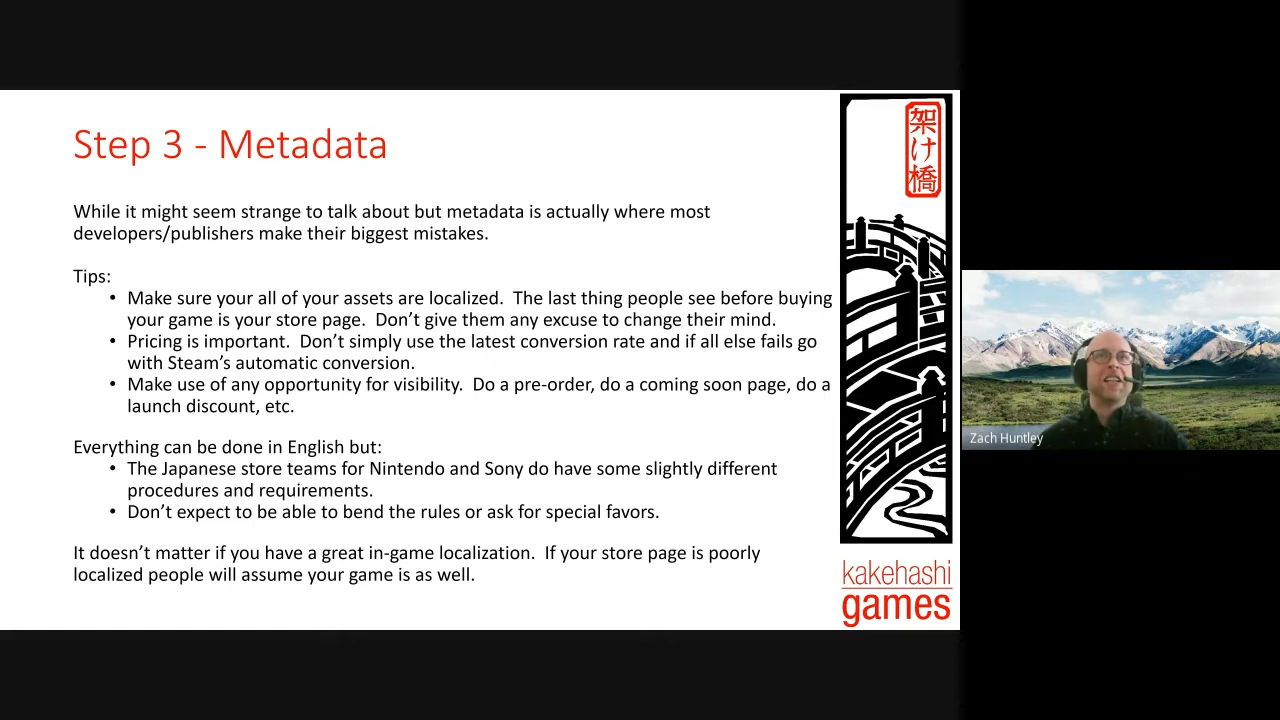 Step 3 - Metadata
While it might seem strange to talk about but metadata is actually where most
developers/publishers make their biggest mistakes.
Tips:
• Make sure your all of your assets are localized.  The last thing people see before buying
your game is your store page.  Don’t give them any excuse to change their mind.
• Pricing is important.  Don’t simply use the latest conversion rate and if all else fails go
with Steam’s automatic conversion.
• Make use of any opportunity for visibility.  Do a pre-order, do a coming soon page, do a
launch discount, etc.
Everything can be done in English but:
• The Japanese store teams for Nintendo and Sony do have some slightly different
procedures and requirements.
• Don’t expect to be able to bend the rules or ask for special favors.
It doesn’t matter if you have a great in-game localization.  If your store page is poorly
localized people will assume your game is as well.
架け橋
kakehashi
games
Zach Huntley